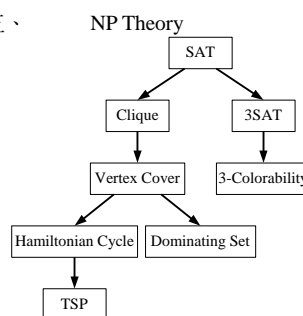 、 NP Theory
SAT
Clique 3SAT
Vertex Cover 3-Colorability
Hamiltonian Cycle Dominating Set
TSP